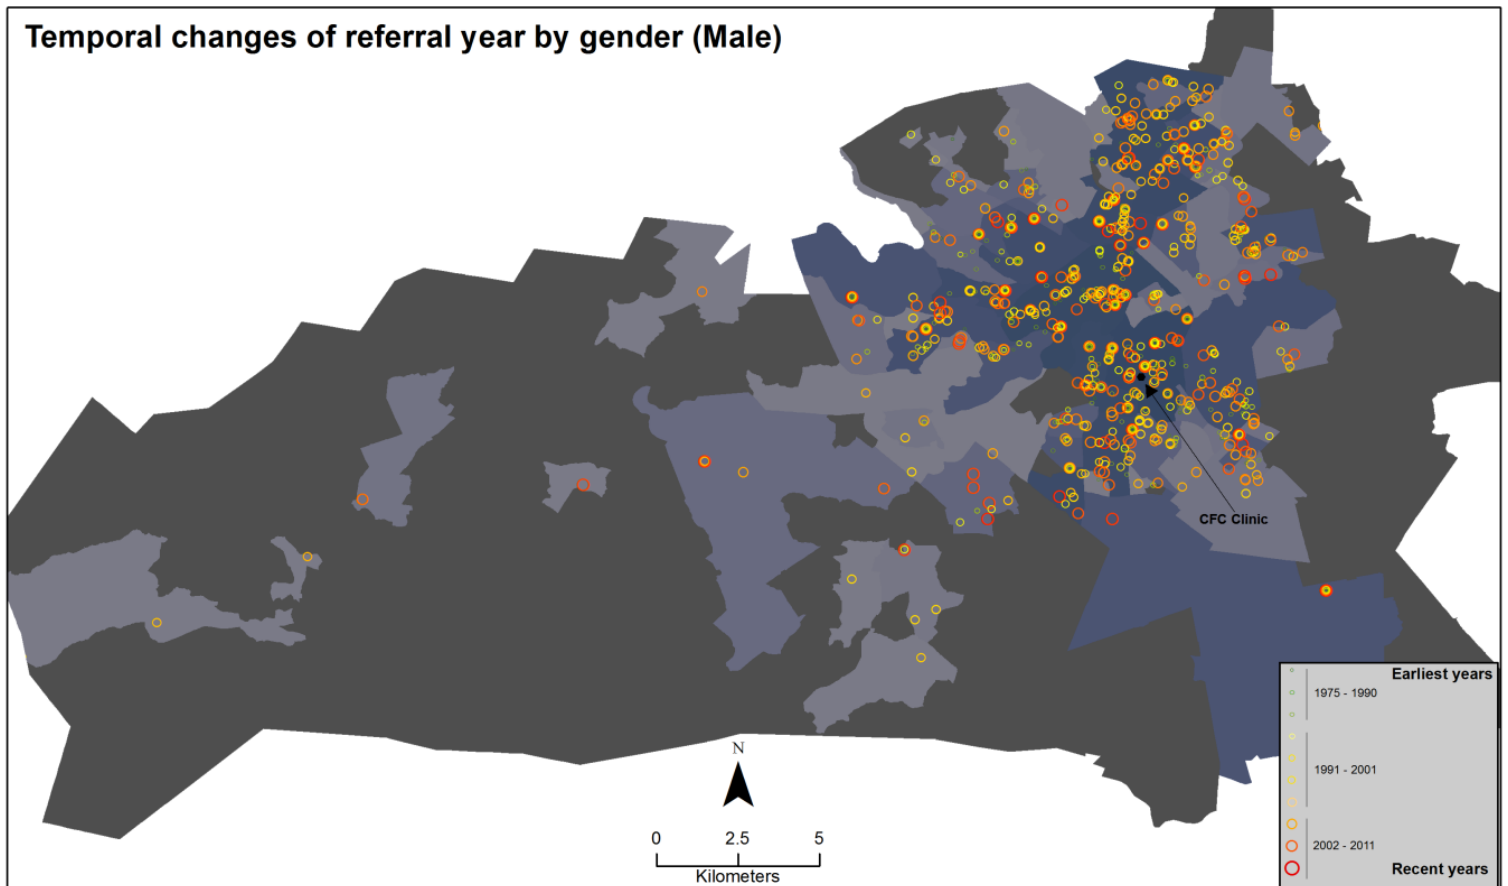 Temporal changes of referral year by gender (Male)
CFC Clinic
Earliest years
1975 - 1990
1991 - 2001
2002 - 2011
Recent years
N
0 2.5 5
Kilometers